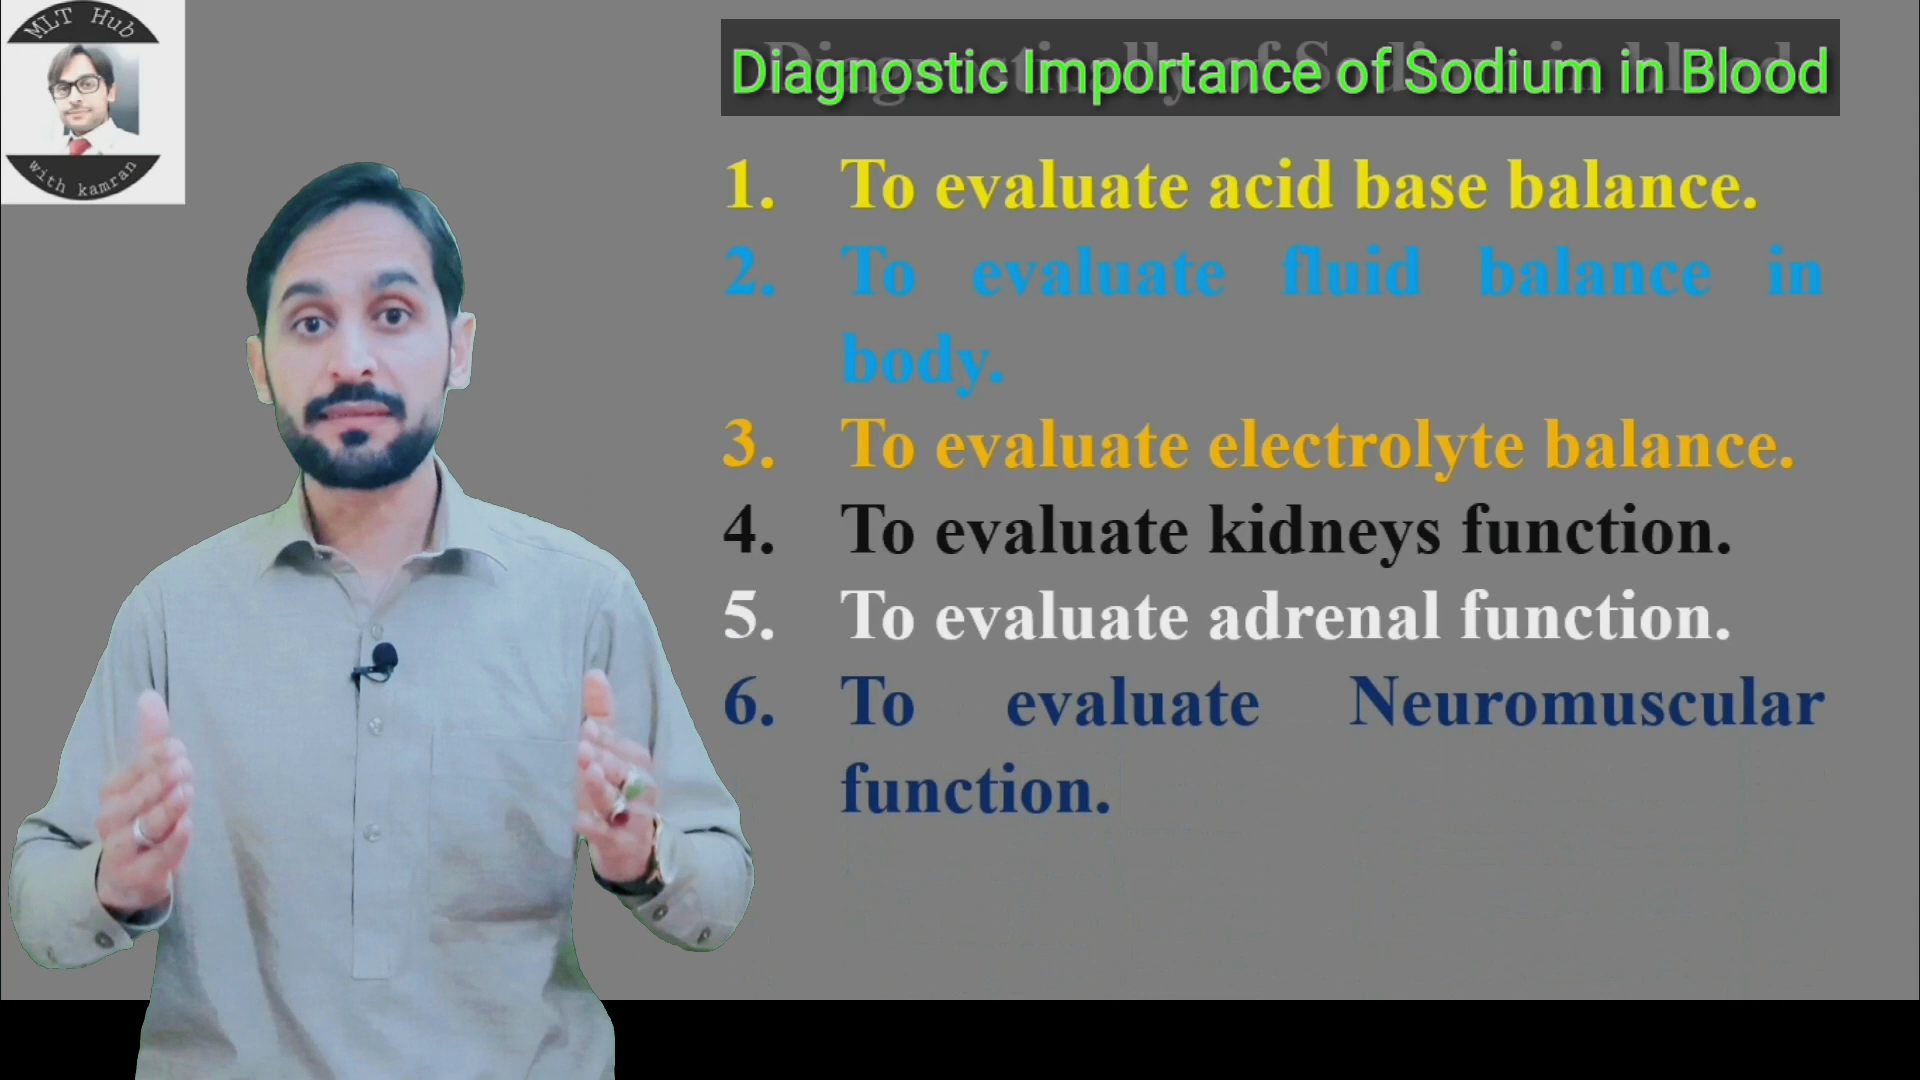 MLT Hub
with kamran
Diagnostic Importance of Sodium in Blood
1. To evaluate acid base balance.
2. To evaluate fluid balance in
body.
3. To evaluate electrolyte balance.
4. To evaluate kidneys function.
5. To evaluate adrenal function.
6. To evaluate Neuromuscular
function.